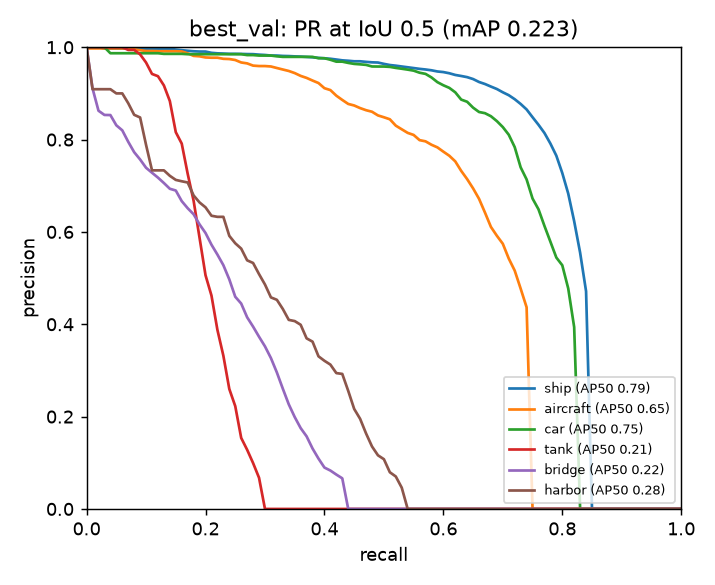 best_val: PR at IoU 0.5 (mAP 0.223)
precision
1.0
0.8
0.6
0.4
0.2
0.0
ship (AP50 0.79)
aircraft (AP50 0.65)
car (AP50 0.75)
tank (AP50 0.21)
bridge (AP50 0.22)
harbor (AP50 0.28)
0.0 0.2 0.4 0.6 0.8 1.0
recall